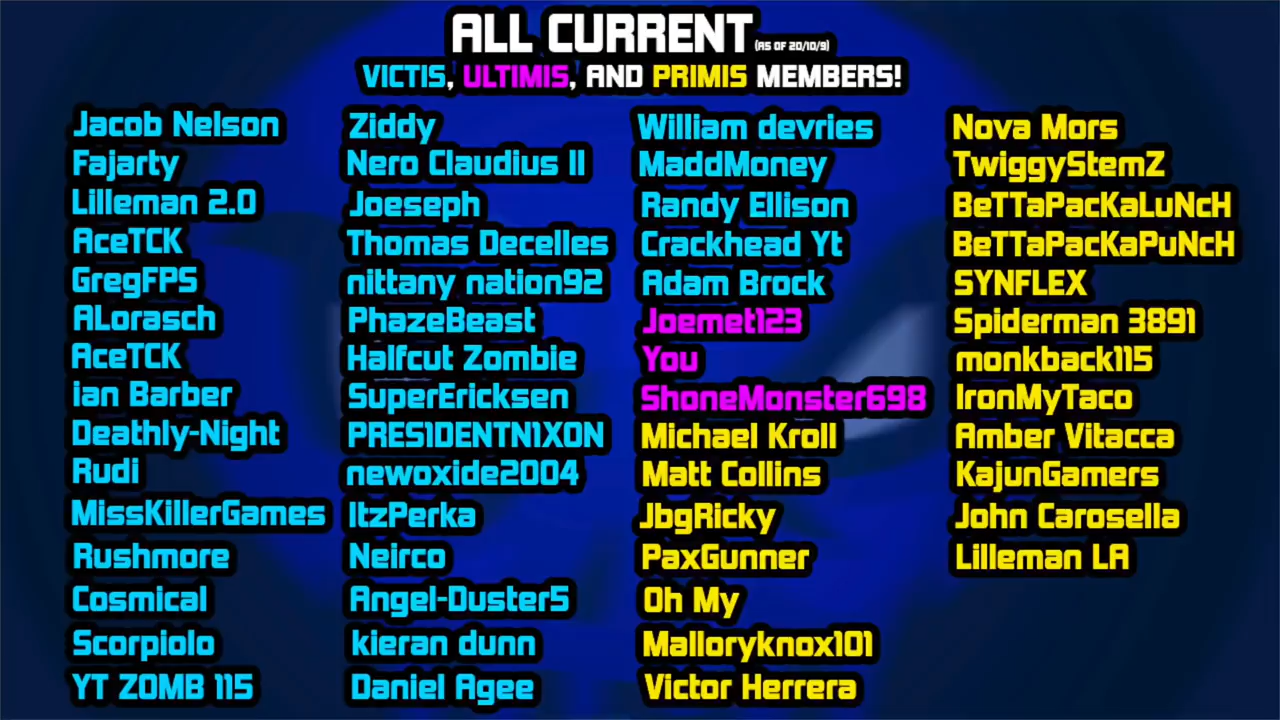 ALL CURRENT (AS OF 20/10/9)
VICTIS, ULTIMIS, AND PRIMIS MEMBERS!
Jacob Nelson
Fajarty
Lilleman 2.0
AceTCK
GregFPS
ALorasch
AceTCK
ian Barber
Deathly-Night
Rudi
MissKillerGames
Rushmore
Cosmical
Scorpiolo
YT ZOMB 115
Ziddy
Nero Claudius II
Joeseph
Thomas Decelles
nittany nation92
PhazeBeast
Halfcut Zombie
SuperEricksen
PRES1DENTN1XON
newoxide2004
ItzPerka
Neirco
Angel-Duster5
kieran dunn
Daniel Agee
William devries
MaddMoney
Randy Ellison
Crackhead Yt
Adam Brock
Joemet123
You
ShoneMonster698
Michael Kroll
Matt Collins
JbgRicky
PaxGunner
Oh My
Malloryknox101
Victor Herrera
Nova Mors
TwiggyStemZ
BeTTaPacKaLuNcH
BeTTaPacKaPuNcH
SYNFLEX
Spiderman 3891
monkback115
IronMyTaco
Amber Vitacca
KajunGamers
John Carosella
Lilleman LA